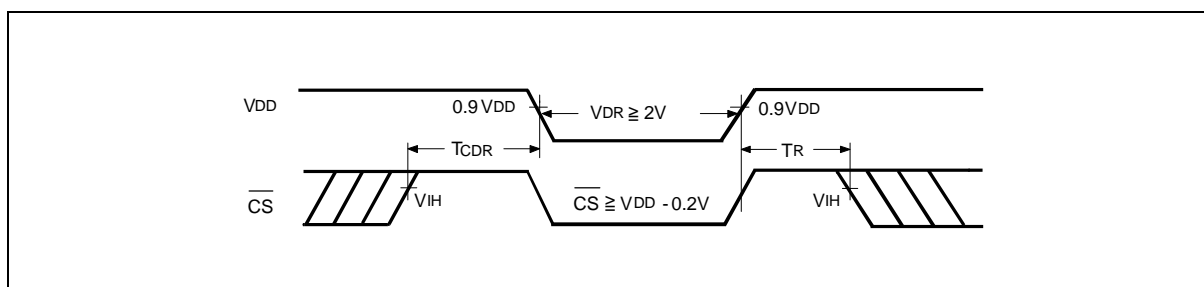 VDD
0.9 VDD
VDR ≧ 2V
0.9VDD
TCDR
TR
CS
VIH
CS ≧ VDD - 0.2V
VIH